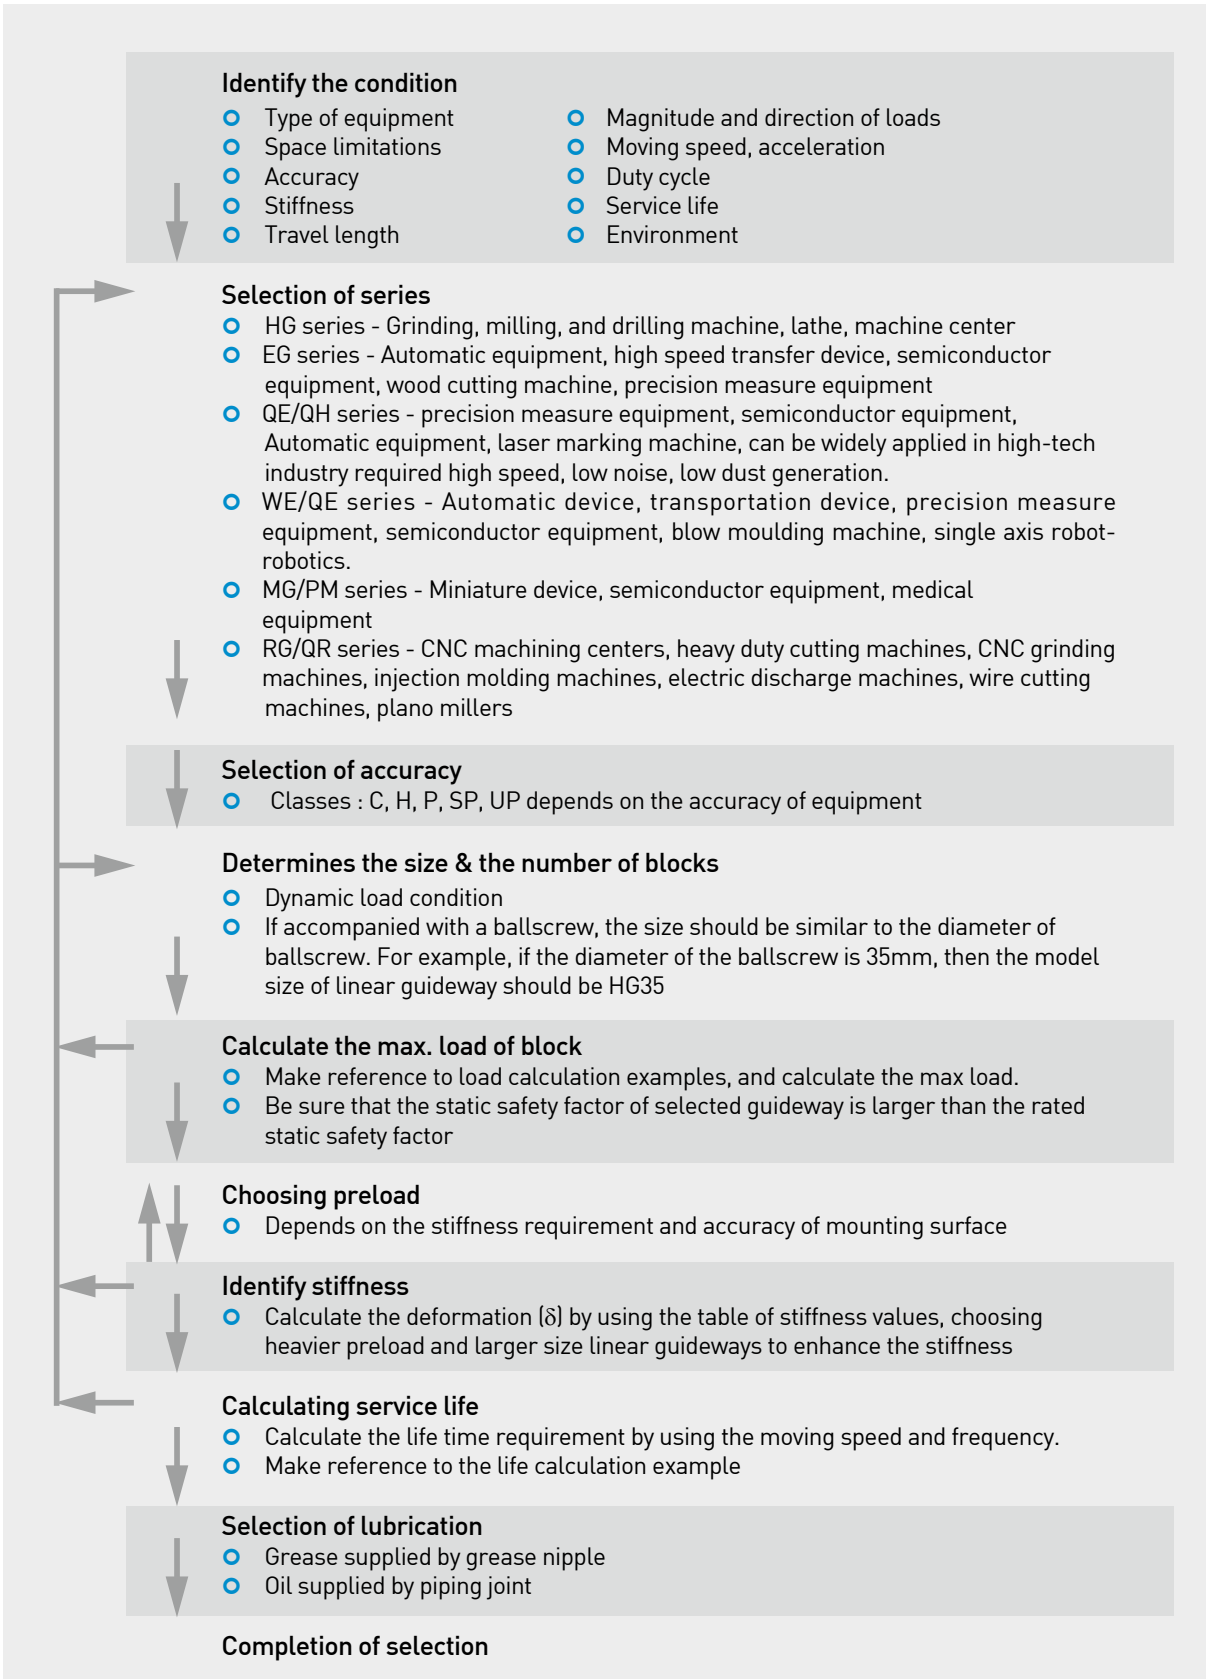 Identify the condition
Type of equipment
Space limitations
Accuracy
Stiffness
Travel length
Magnitude and direction of loads
Moving speed, acceleration
Duty cycle
Service life
Environment
Selection of series
HG series - Grinding, milling, and drilling machine, lathe, machine center
EG series - Automatic equipment, high speed transfer device, semiconductor
equipment, wood cutting machine, precision measure equipment
QE/QH series - precision measure equipment, semiconductor equipment,
Automatic equipment, laser marking machine, can be widely applied in high-tech
industry required high speed, low noise, low dust generation.
WE/QE series - Automatic device, transportation device, precision measure
equipment, semiconductor equipment, blow moulding machine, single axis robot-
robotics.
MG/PM series - Miniature device, semiconductor equipment, medical
equipment
RG/QR series - CNC machining centers, heavy duty cutting machines, CNC grinding
machines, injection molding machines, electric discharge machines, wire cutting
machines, plano millers
Selection of accuracy
Classes : C, H, P, SP, UP depends on the accuracy of equipment
Determines the size & the number of blocks
Dynamic load condition
If accompanied with a ballscrew, the size should be similar to the diameter of
ballscrew. For example, if the diameter of the ballscrew is 35mm, then the model
size of linear guideway should be HG35
Calculate the max. load of block
Make reference to load calculation examples, and calculate the max load.
Be sure that the static safety factor of selected guideway is larger than the rated
static safety factor
Choosing preload
Depends on the stiffness requirement and accuracy of mounting surface
Identify stiffness
Calculate the deformation (δ) by using the table of stiffness values, choosing
heavier preload and larger size linear guideways to enhance the stiffness
Calculating service life
Calculate the life time requirement by using the moving speed and frequency.
Make reference to the life calculation example
Selection of lubrication
Grease supplied by grease nipple
Oil supplied by piping joint
Completion of selection